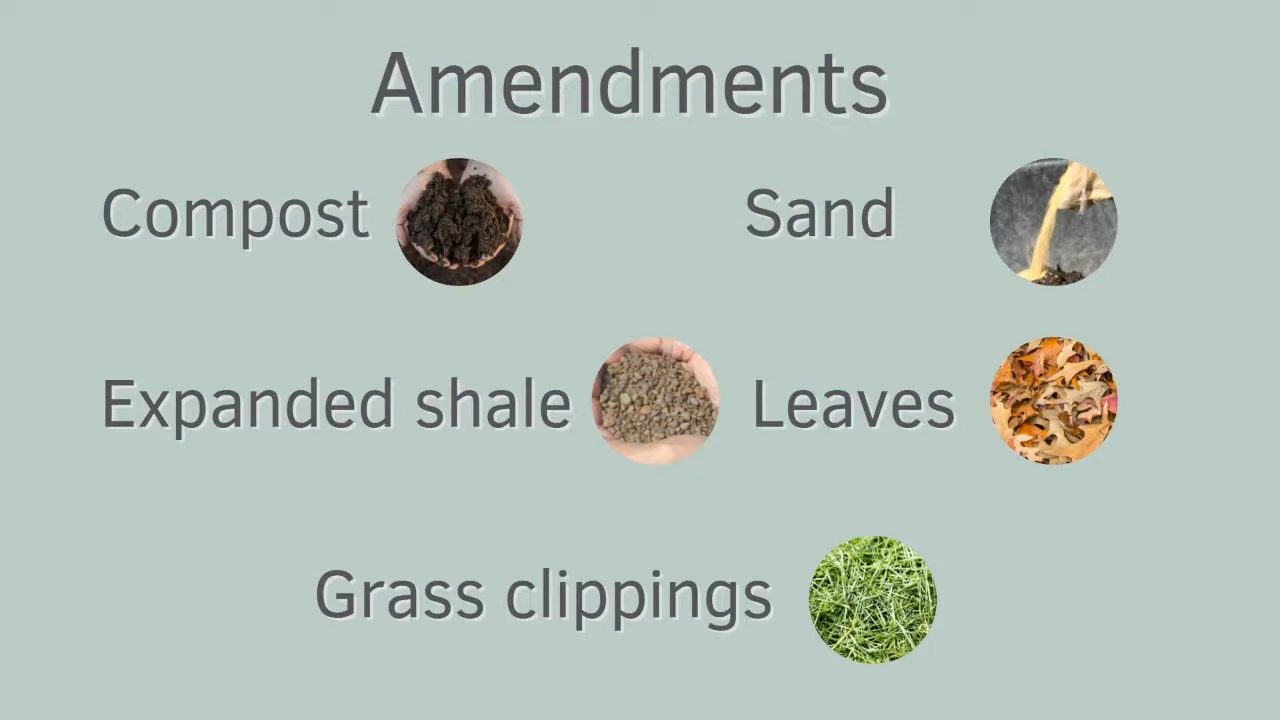 Amendments
Compost
Sand
Expanded shale
Leaves
Grass clippings